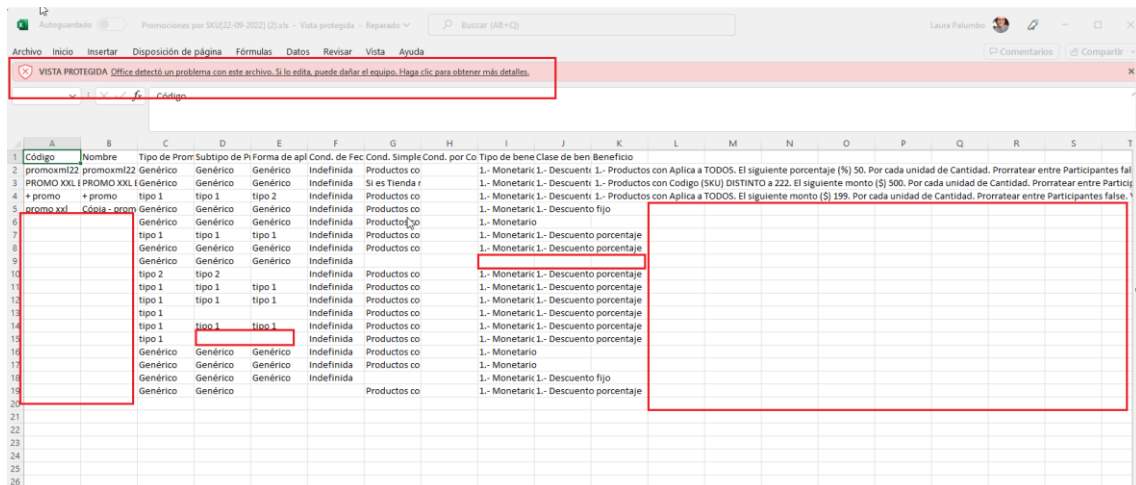 Autoguardado Promociones por SKU(22-09-2022) (2).xls - Vista protegida - Reparado Buscar (Alt+Q) Laura Palumbo
Archivo Inicio Insertar Disposición de página Fórmulas Datos Revisar Vista Ayuda Comentarios Compartir
VISTA PROTEGIDA Office detectó un problema con este archivo. Si lo edita, puede dañar el equipo. Haga clic para obtener más detalles.
fx Código
A B C D E F G H I J K L M N O P Q R S T
1 Código Nombre Tipo de Prom Subtipo de Pr Forma de apl Cond. de Fec Cond. Simple Cond. por Co Tipo de bene Clase de ben Beneficio
2 promoxml22 promoxml22 Genérico Genérico Genérico Indefinida Productos co 1.- Monetario 1.- Descuento 1.- Productos con Aplica a TODOS. El siguiente porcentaje (%) 50. Por cada unidad de Cantidad. Prorratear entre Participantes fal
3 PROMO XXL E PROMO XXL E Genérico Genérico Genérico Indefinida Si es Tienda r 1.- Monetario 1.- Descuento 1.- Productos con Codigo (SKU) DISTINTO a 222. El siguiente monto ($) 500. Por cada unidad de Cantidad. Prorratear entre Particip
4 + promo + promo tipo 1 tipo 1 tipo 2 Indefinida Productos co 1.- Monetario 1.- Descuento 1.- Productos con Aplica a TODOS. El siguiente monto ($) 199. Por cada unidad de Cantidad. Prorratear entre Participantes false.
5 promo xxl Cópia - prom Genérico Genérico Genérico Indefinida Productos co 1.- Monetario 1.- Descuento fijo
6 Genérico Genérico Genérico Indefinida Productos co 1.- Monetario
7 tipo 1 tipo 1 tipo 1 Indefinida Productos co 1.- Monetario 1.- Descuento porcentaje
8 Genérico Genérico Genérico Indefinida Productos co 1.- Monetario 1.- Descuento porcentaje
9 Genérico Genérico Genérico Indefinida
10 tipo 2 tipo 2 Indefinida Productos co 1.- Monetario 1.- Descuento porcentaje
11 tipo 1 tipo 1 tipo 1 Indefinida Productos co 1.- Monetario 1.- Descuento porcentaje
12 tipo 1 tipo 1 tipo 1 Indefinida Productos co 1.- Monetario 1.- Descuento porcentaje
13 tipo 1 Indefinida Productos co 1.- Monetario 1.- Descuento porcentaje
14 tipo 1 tipo 1 tipo 1 Indefinida Productos co 1.- Monetario 1.- Descuento porcentaje
15 tipo 1 Indefinida Productos co 1.- Monetario 1.- Descuento porcentaje
16 Genérico Genérico Genérico Indefinida Productos co 1.- Monetario
17 Genérico Genérico Genérico Indefinida Productos co 1.- Monetario
18 Genérico Genérico Genérico Indefinida 1.- Monetario 1.- Descuento fijo
19 Genérico Genérico Productos co 1.- Monetario 1.- Descuento porcentaje
20
21
22
23
24
25
26